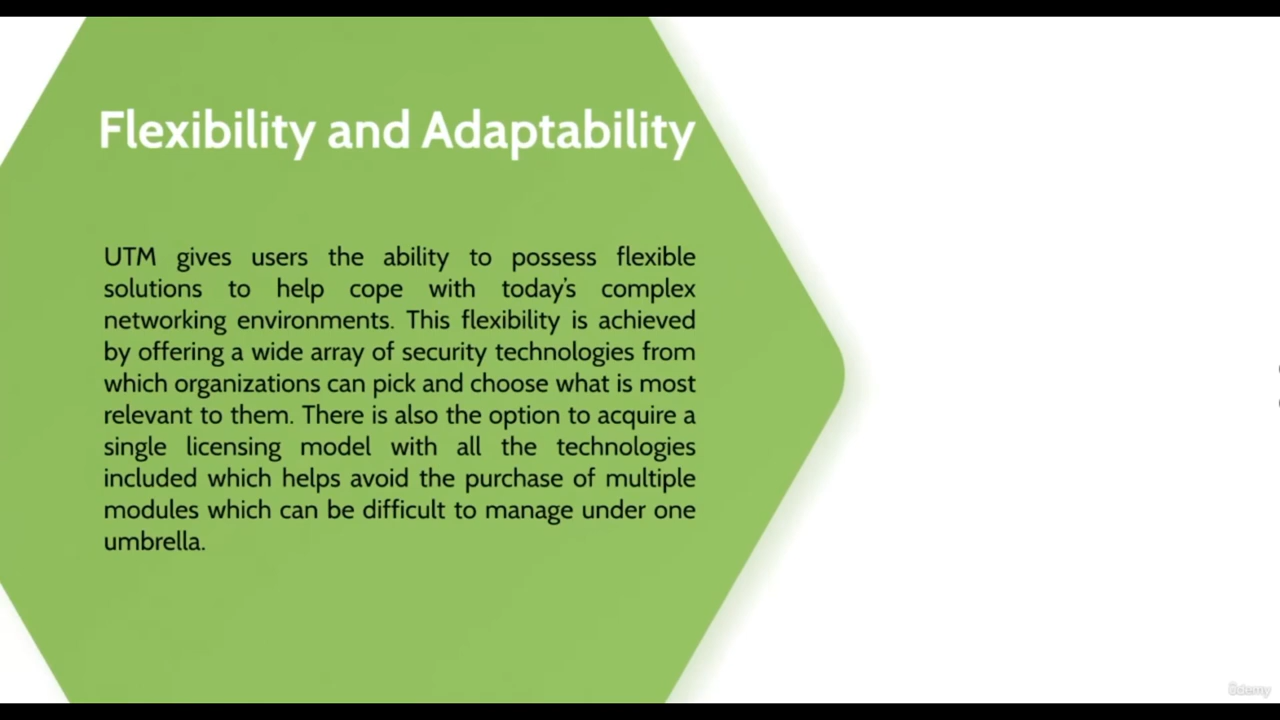 Flexibility and Adaptability
UTM gives users the ability to possess flexible
solutions to help cope with today's complex
networking environments. This flexibility is achieved
by offering a wide array of security technologies from
which organizations can pick and choose what is most
relevant to them. There is also the option to acquire a
single licensing model with all the technologies
included which helps avoid the purchase of multiple
modules which can be difficult to manage under one
umbrella.
ûdemy